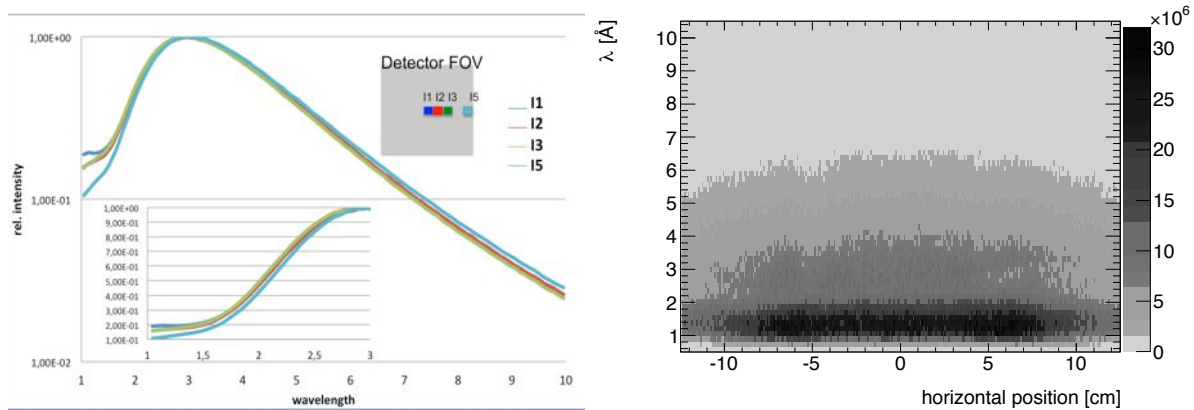 1,00E+00
1,00E-01
1,00E-02
rel. intensity
1 2 3 4 5 6 7 8 9 10
wavelength
Detector FOV
I1 I2 I3 I5
I1
I2
I3
I5
1,00E+00
9,00E-01
8,00E-01
7,00E-01
6,00E-01
5,00E-01
4,00E-01
3,00E-01
2,00E-01
1,00E-01
1 1,5 2 2,5 3
λ [Å]
10
9
8
7
6
5
4
3
2
1
-10 -5 0 5 10
horizontal position [cm]
×10⁶
30
25
20
15
10
5
0